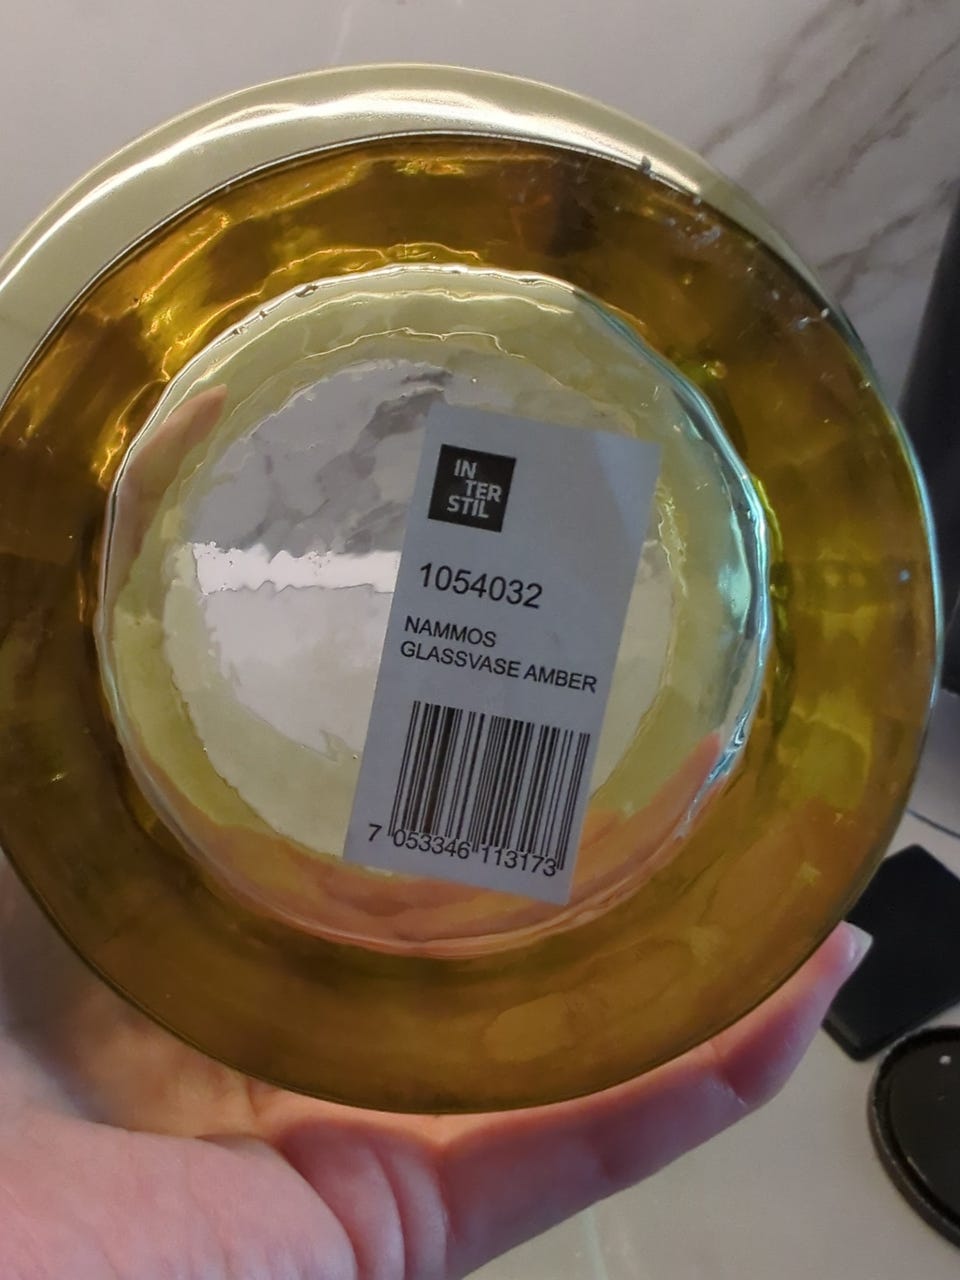 IN
TER
STIL
1054032
NAMMOS
GLASSVASE AMBER
7 053346 113173